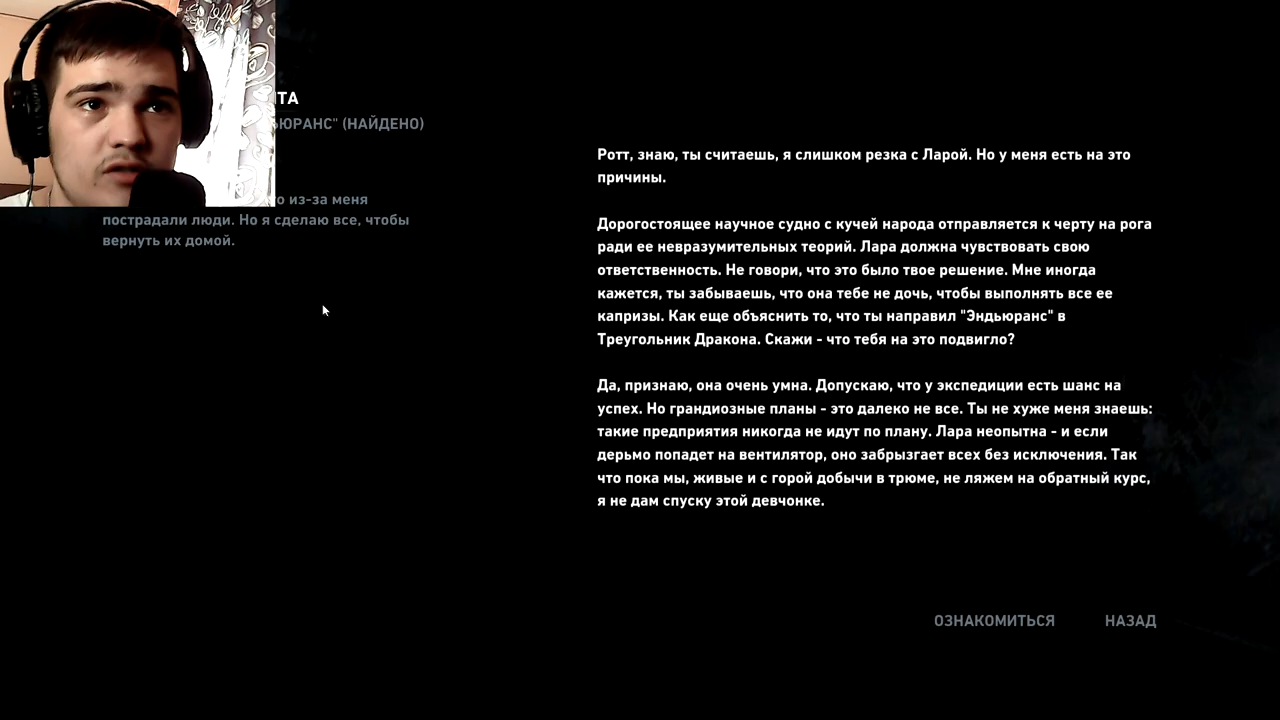 ТА
ЬЮРАНС" (НАЙДЕНО)
о из-за меня
пострадали люди. Но я сделаю все, чтобы
вернуть их домой.
Ротт, знаю, ты считаешь, я слишком резка с Ларой. Но у меня есть на это
причины.
Дорогостоящее научное судно с кучей народа отправляется к черту на рога
ради ее невразумительных теорий. Лара должна чувствовать свою
ответственность. Не говори, что это было твое решение. Мне иногда
кажется, ты забываешь, что она тебе не дочь, чтобы выполнять все ее
капризы. Как еще объяснить то, что ты направил "Эндьюранс" в
Треугольник Дракона. Скажи - что тебя на это подвигло?
Да, признаю, она очень умна. Допускаю, что у экспедиции есть шанс на
успех. Но грандиозные планы - это далеко не все. Ты не хуже меня знаешь:
такие предприятия никогда не идут по плану. Лара неопытна - и если
дерьмо попадет на вентилятор, оно забрызгает всех без исключения. Так
что пока мы, живые и с горой добычи в трюме, не ляжем на обратный курс,
я не дам спуску этой девчонке.
ОЗНАКОМИТЬСЯ НАЗАД